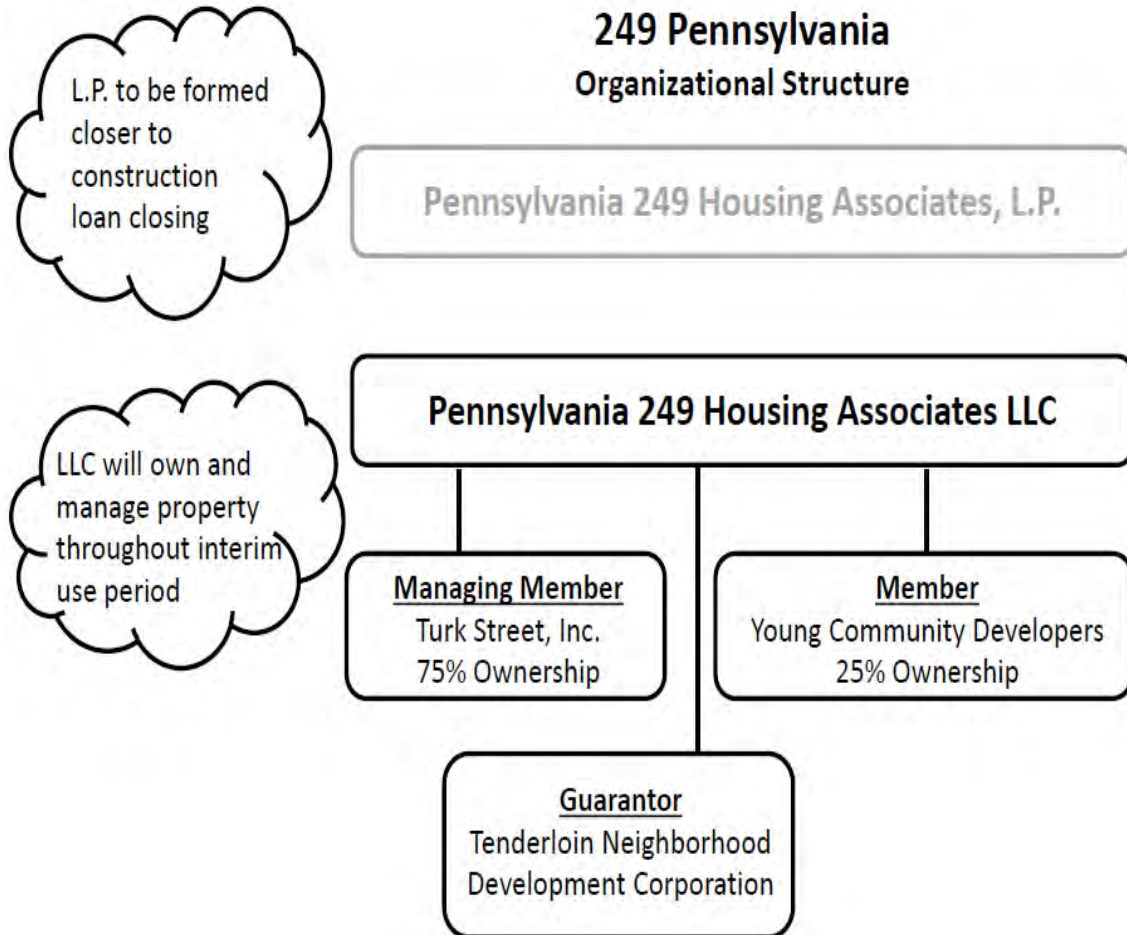 249 Pennsylvania
Organizational Structure
L.P. to be formed
closer to
construction
loan closing
Pennsylvania 249 Housing Associates, L.P.
Pennsylvania 249 Housing Associates LLC
LLC will own and
manage property
throughout interim
use period
Managing Member
Turk Street, Inc.
75% Ownership
Member
Young Community Developers
25% Ownership
Guarantor
Tenderloin Neighborhood
Development Corporation